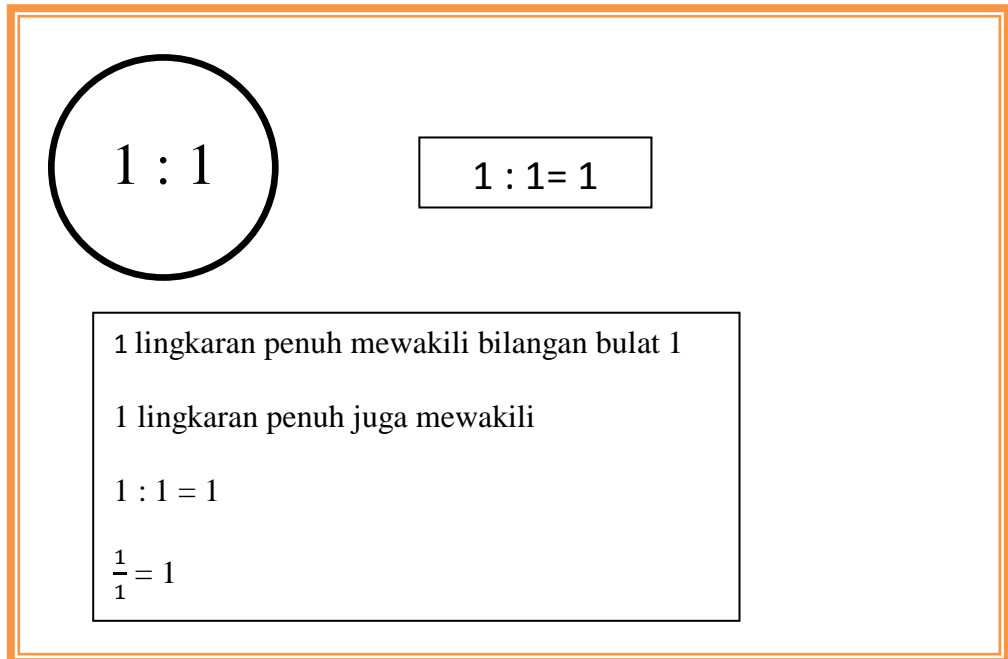 1 : 1
1 : 1= 1
1 lingkaran penuh mewakili bilangan bulat 1
1 lingkaran penuh juga mewakili
1 : 1 = 1
1/1 = 1